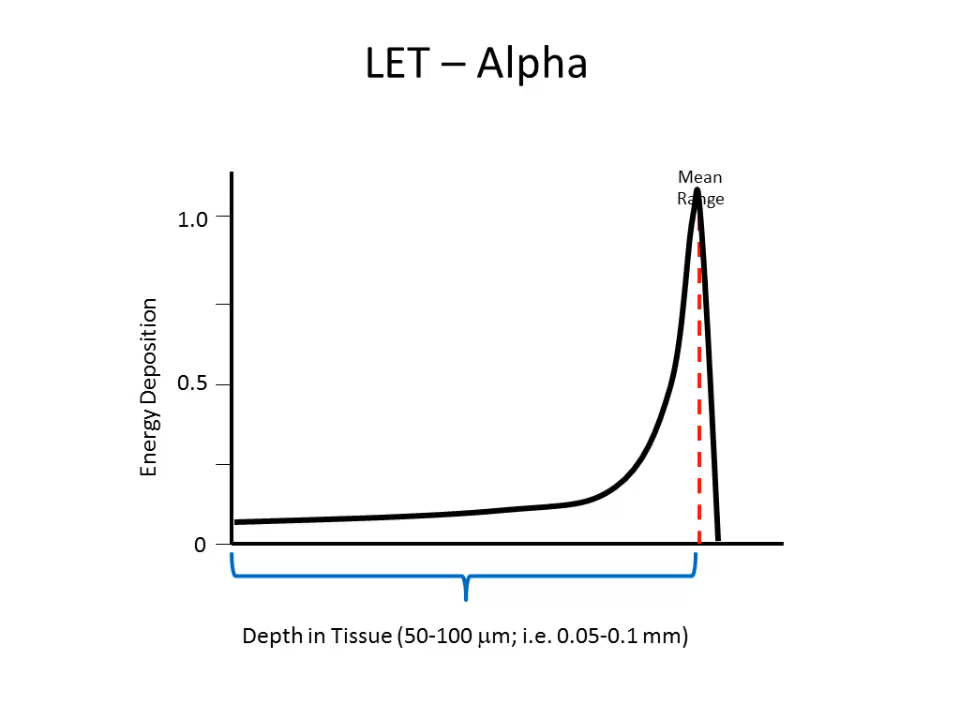 LET – Alpha
Mean
Range
1.0
0.5
0
Energy Deposition
Depth in Tissue (50-100 μm; i.e. 0.05-0.1 mm)